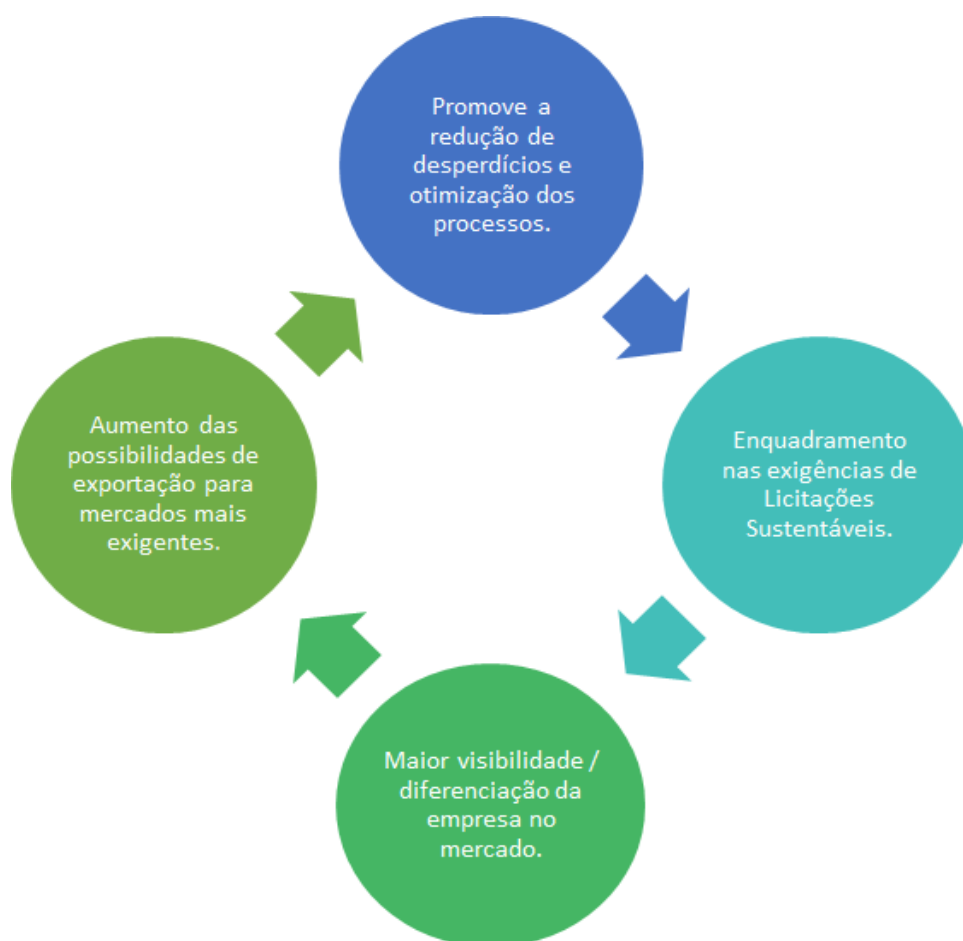 Promove a
redução de
desperdícios e
otimização dos
processos.
Enquadramento
nas exigências de
Licitações
Sustentáveis.
Maior visibilidade /
diferenciação da
empresa no
mercado.
Aumento das
possibilidades de
exportação para
mercados mais
exigentes.